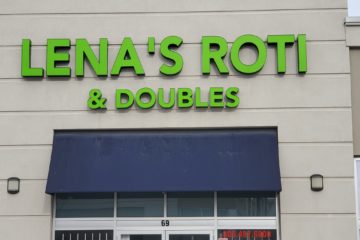 LENA'S ROTI
& DOUBLES
69